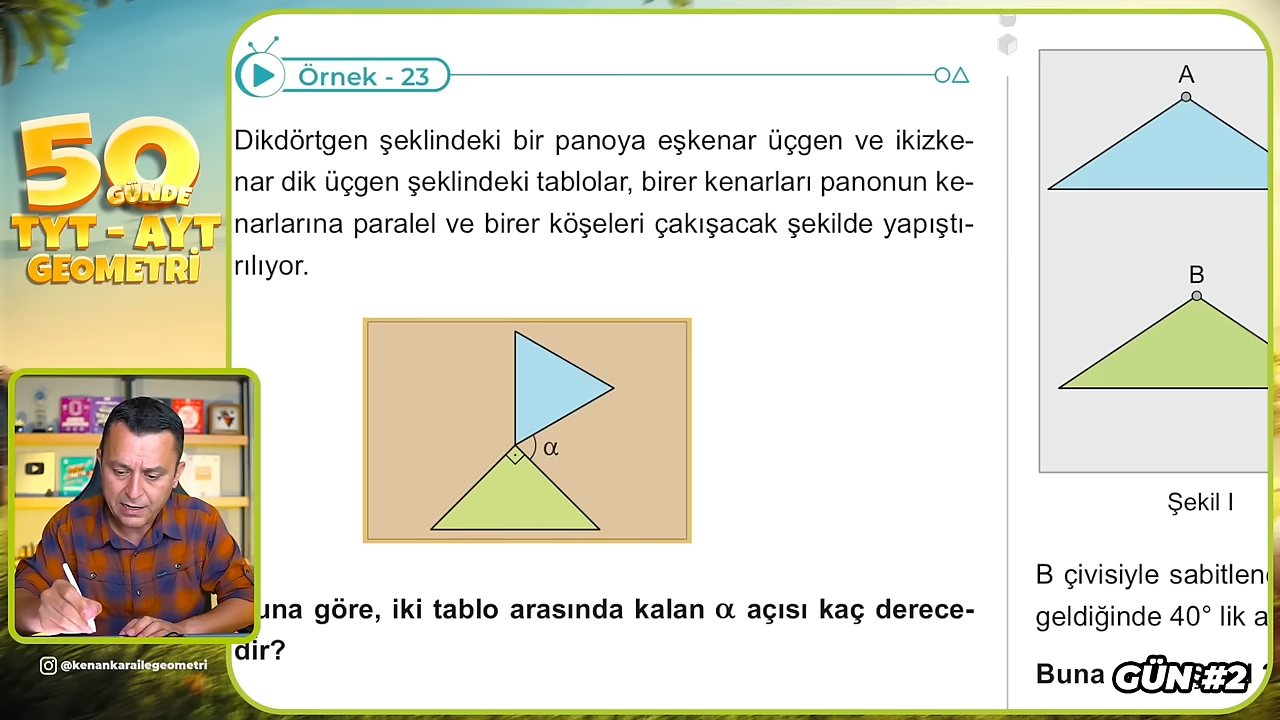 50
GÜNDE
TYT - AYT
GEOMETRİ
Örnek - 23
Dikdörtgen şeklindeki bir panoya eşkenar üçgen ve ikizke-
nar dik üçgen şeklindeki tablolar, birer kenarları panonun ke-
narlarına paralel ve birer köşeleri çakışacak şekilde yapıştı-
rılıyor.
α
una göre, iki tablo arasında kalan α açısı kaç derece-
dir?
A
B
Şekil I
B çivisiyle sabitlen
geldiğinde 40° lik a
Buna
GÜN #2
@kenankarailegeometri